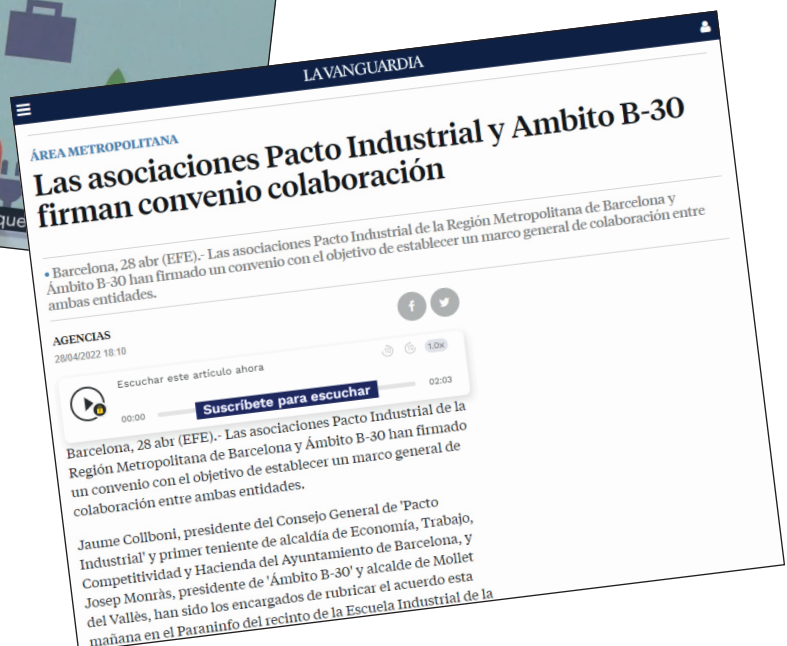 LA VANGUARDIA
ÁREA METROPOLITANA
Las asociaciones Pacto Industrial y Ambito B-30
firman convenio colaboración
• Barcelona, 28 abr (EFE).- Las asociaciones Pacto Industrial de la Región Metropolitana de Barcelona y
Ámbito B-30 han firmado un convenio con el objetivo de establecer un marco general de colaboración entre
ambas entidades.
AGENCIAS
28/04/2022 18:10
Escuchar este artículo ahora
1.0x
00:00
Suscríbete para escuchar
02:03
Barcelona, 28 abr (EFE).- Las asociaciones Pacto Industrial de la
Región Metropolitana de Barcelona y Ámbito B-30 han firmado
un convenio con el objetivo de establecer un marco general de
colaboración entre ambas entidades.
Jaume Collboni, presidente del Consejo General de 'Pacto
Industrial' y primer teniente de alcaldía de Economía, Trabajo,
Competitividad y Hacienda del Ayuntamiento de Barcelona, y
Josep Monràs, presidente de 'Ámbito B-30' y alcalde de Mollet
del Vallès, han sido los encargados de rubricar el acuerdo esta
mañana en el Paraninfo del recinto de la Escuela Industrial de la
que